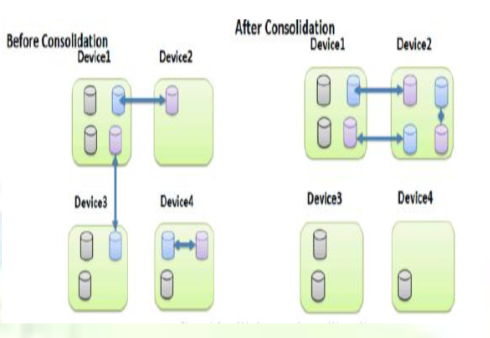 Before Consolidation
Device1
Device2
Device3
Device4
After Consolidation
Device1
Device2
Device3
Device4